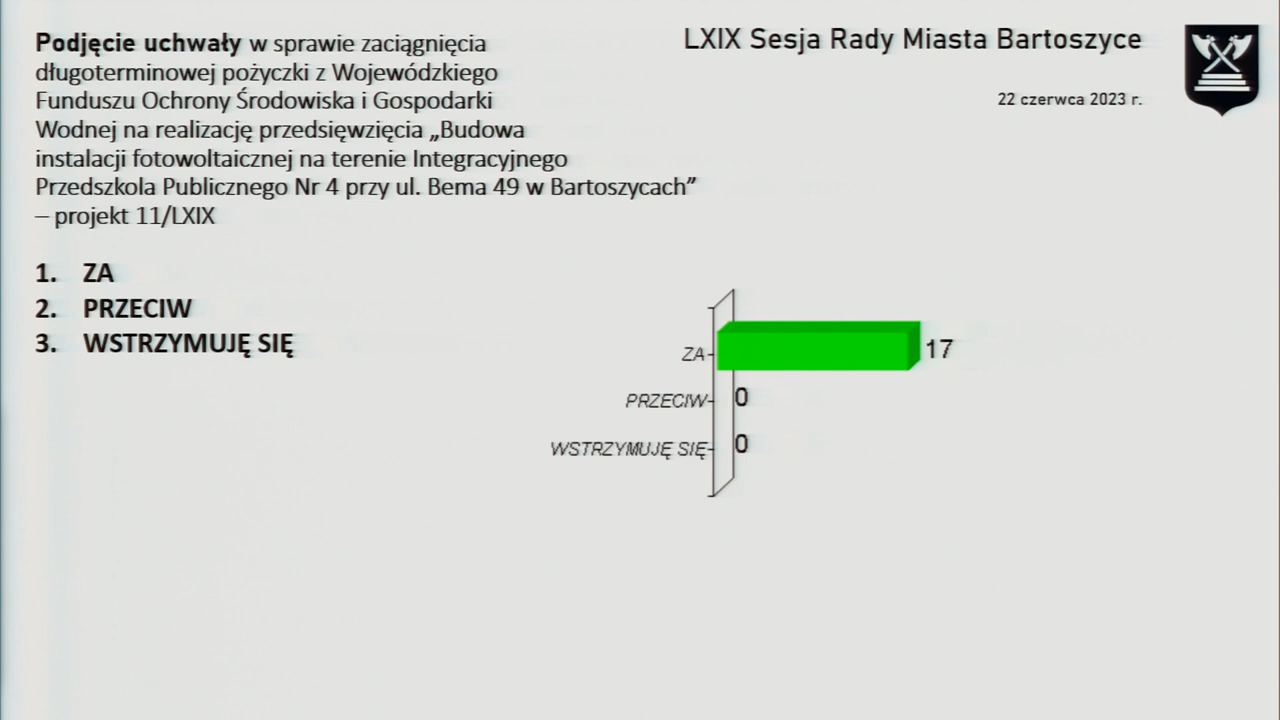 Podjęcie uchwały w sprawie zaciągnięcia
długoterminowej pożyczki z Wojewódzkiego
Funduszu Ochrony Środowiska i Gospodarki
Wodnej na realizację przedsięwzięcia „Budowa
instalacji fotowoltaicznej na terenie Integracyjnego
Przedszkola Publicznego Nr 4 przy ul. Bema 49 w Bartoszycach”
– projekt 11/LXIX
LXIX Sesja Rady Miasta Bartoszyce
22 czerwca 2023 r.
1. ZA
2. PRZECIW
3. WSTRZYMUJĘ SIĘ
ZA 17
PRZECIW 0
WSTRZYMUJĘ SIĘ 0